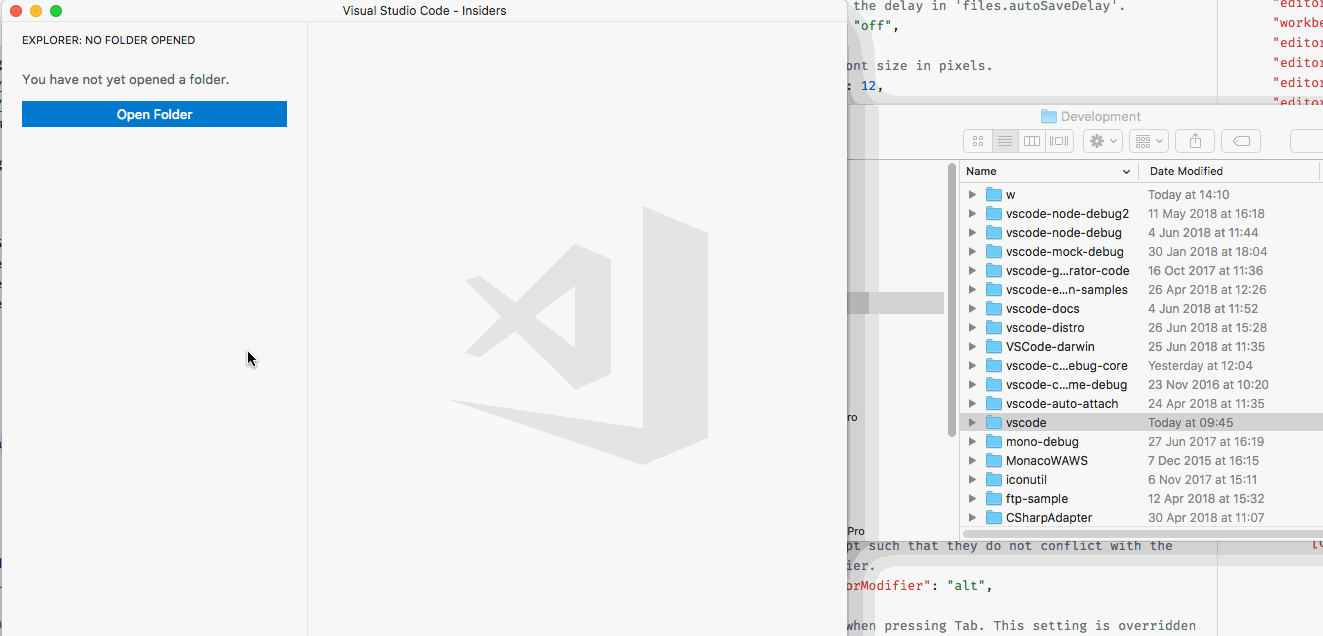 Visual Studio Code - Insiders
EXPLORER: NO FOLDER OPENED
You have not yet opened a folder.
Open Folder
the delay in 'files.autoSaveDelay'.
"off",
ont size in pixels.
: 12,
"editor
"workbe
"editor
"editor
"editor
"editor
Development
Name Date Modified
w Today at 14:10
vscode-node-debug2 11 May 2018 at 16:18
vscode-node-debug 4 Jun 2018 at 11:44
vscode-mock-debug 30 Jan 2018 at 18:04
vscode-g...rator-code 16 Oct 2017 at 11:36
vscode-e...n-samples 26 Apr 2018 at 12:26
vscode-docs 4 Jun 2018 at 11:52
vscode-distro 26 Jun 2018 at 15:28
VSCode-darwin 25 Jun 2018 at 11:35
vscode-c...ebug-core Yesterday at 12:04
vscode-c...me-debug 23 Nov 2016 at 10:20
vscode-auto-attach 24 Apr 2018 at 11:35
vscode Today at 09:45
mono-debug 27 Jun 2017 at 16:19
MonacoWAWS 7 Dec 2015 at 16:15
iconutil 6 Nov 2017 at 15:11
ftp-sample 12 Apr 2018 at 15:32
CSharpAdapter 30 Apr 2018 at 11:07
ro
Pro
pt such that they do not conflict with the
ier.
orModifier": "alt",
when pressing Tab. This setting is overridden